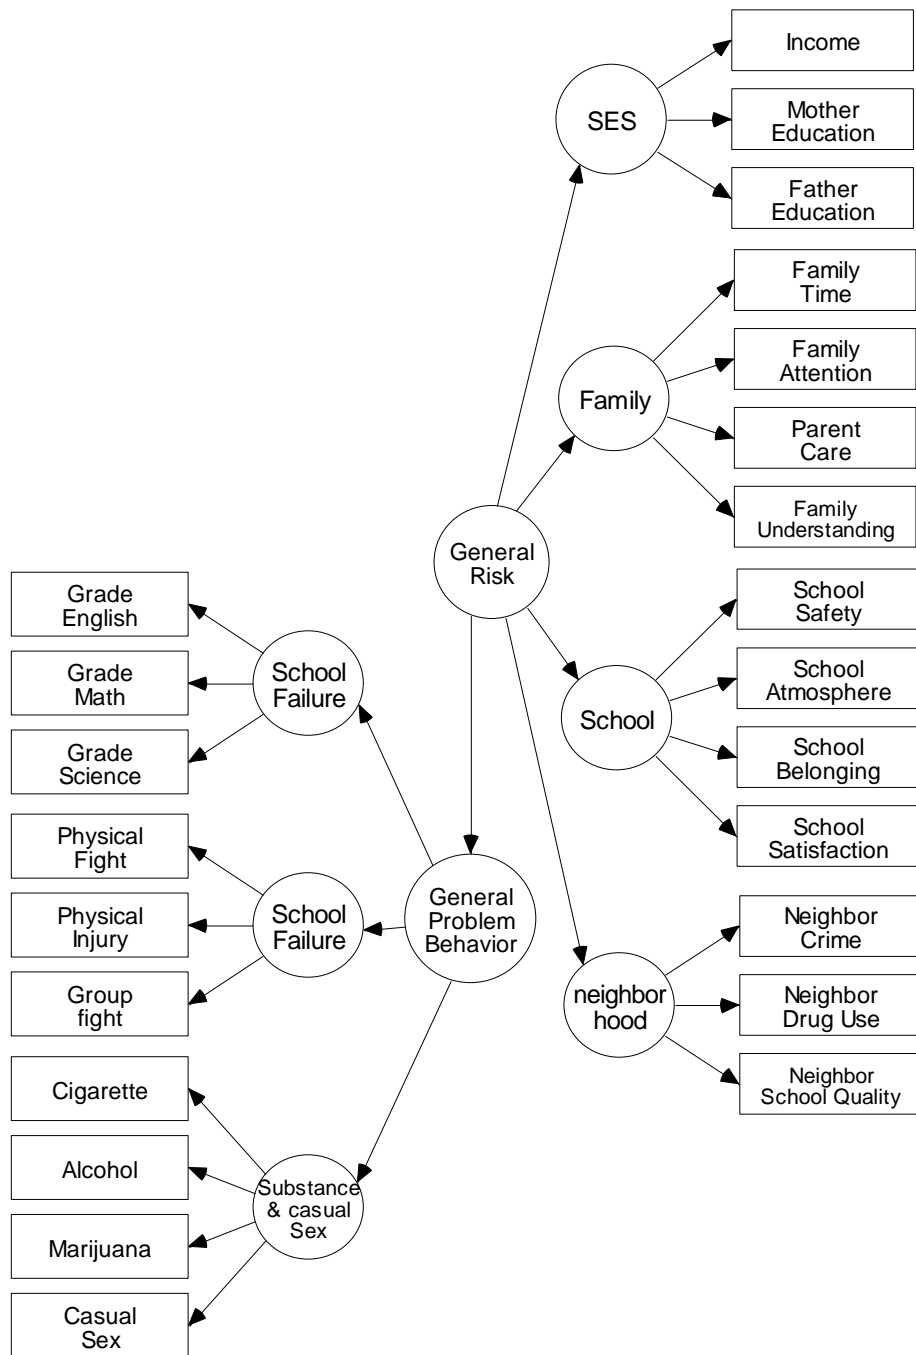 Income
SES
Mother
Education
Father
Education
Family
Time
Family
Attention
Family
Parent
Care
Family
Understanding
General
Risk
School
Safety
School
Atmosphere
School
School
Belonging
School
Satisfaction
Neighbor
Crime
neighbor
hood
Neighbor
Drug Use
Neighbor
School Quality
General
Problem
Behavior
Grade
English
School
Failure
Grade
Math
Grade
Science
Physical
Fight
School
Failure
Physical
Injury
Group
fight
Cigarette
Alcohol
Substance
& casual
Sex
Marijuana
Casual
Sex